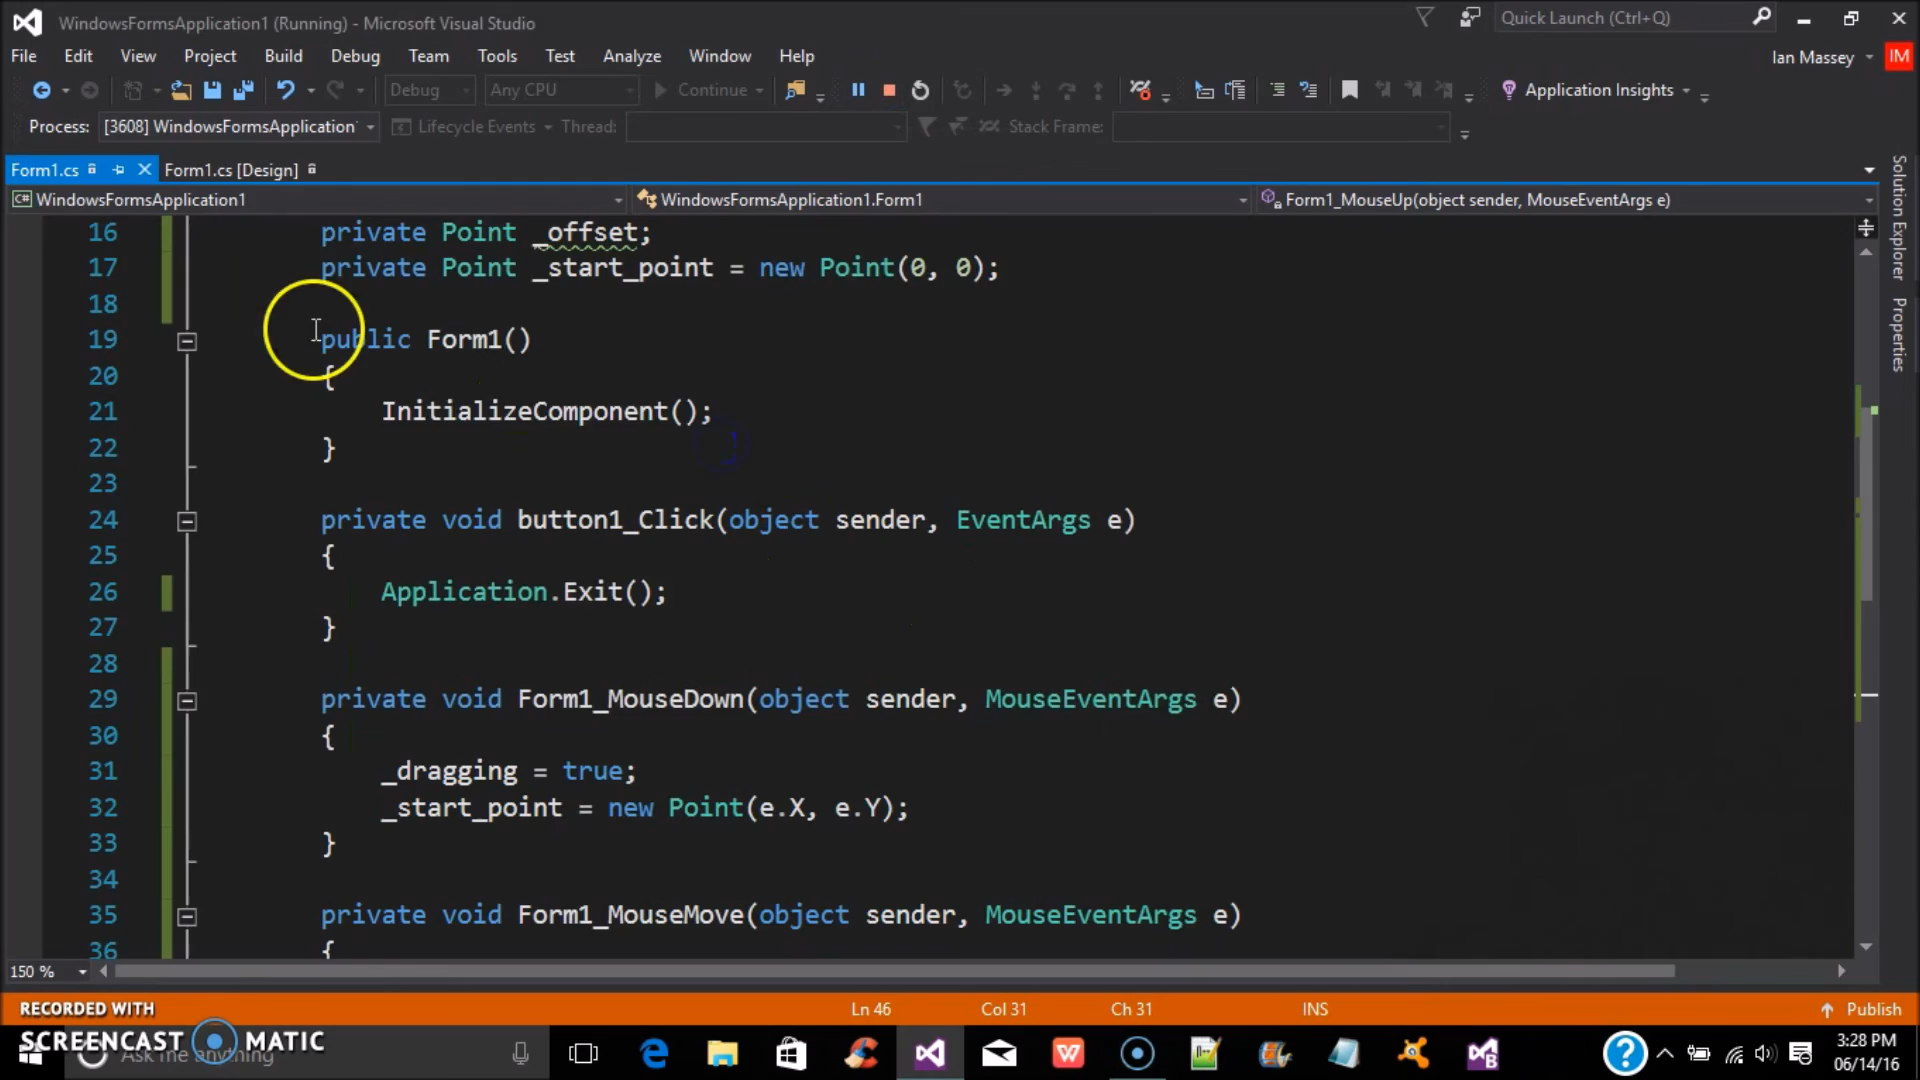 WindowsFormsApplication1 (Running) - Microsoft Visual Studio
Quick Launch (Ctrl+Q)
File Edit View Project Build Debug Team Tools Test Analyze Window Help
Ian Massey
IM
Debug Any CPU Continue Application Insights
Process: [3608] WindowsFormsApplication1 Lifecycle Events Thread: Stack Frame:
Form1.cs Form1.cs [Design]
C# WindowsFormsApplication1 WindowsFormsApplication1.Form1 Form1_MouseUp(object sender, MouseEventArgs e)
Solution Explorer
Properties
16 private Point _offset;
17 private Point _start_point = new Point(0, 0);
18
19 public Form1()
20 {
21 InitializeComponent();
22 }
23
24 private void button1_Click(object sender, EventArgs e)
25 {
26 Application.Exit();
27 }
28
29 private void Form1_MouseDown(object sender, MouseEventArgs e)
30 {
31 _dragging = true;
32 _start_point = new Point(e.X, e.Y);
33 }
34
35 private void Form1_MouseMove(object sender, MouseEventArgs e)
36 {
150 %
RECORDED WITH
Ln 46 Col 31 Ch 31 INS Publish
SCREENCAST MATIC
Ask me anything
3:28 PM
06/14/16